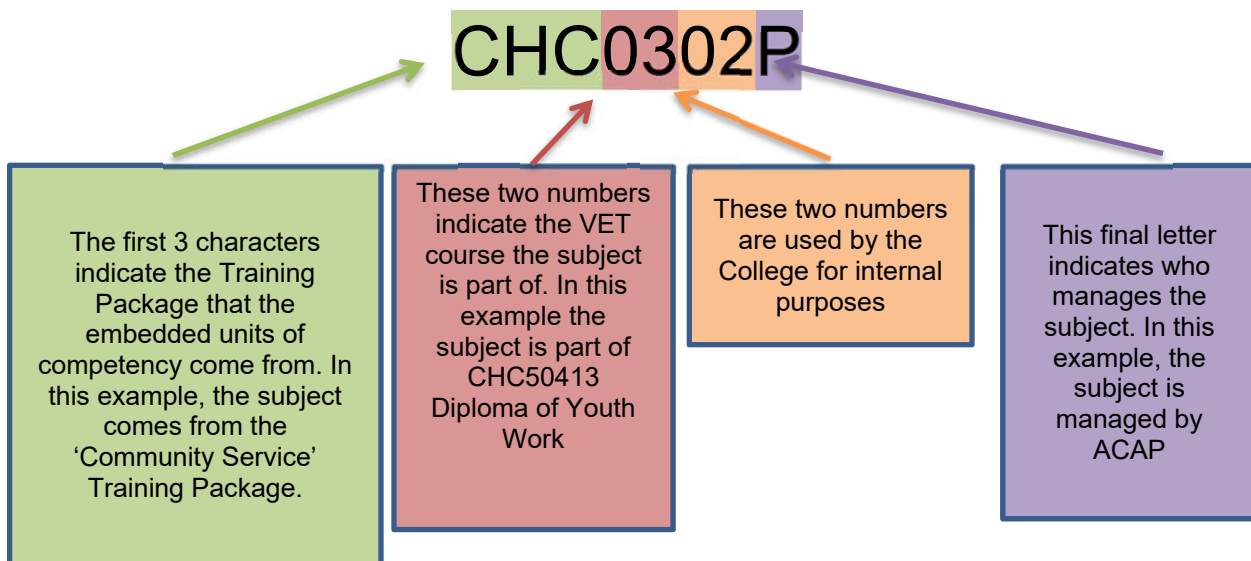 CHC0302P
The first 3 characters
indicate the Training
Package that the
embedded units of
competency come from. In
this example, the subject
comes from the
‘Community Service’
Training Package.
These two numbers
indicate the VET
course the subject
is part of. In this
example the
subject is part of
CHC50413
Diploma of Youth
Work
These two numbers
are used by the
College for internal
purposes
This final letter
indicates who
manages the
subject. In this
example, the
subject is
managed by
ACAP